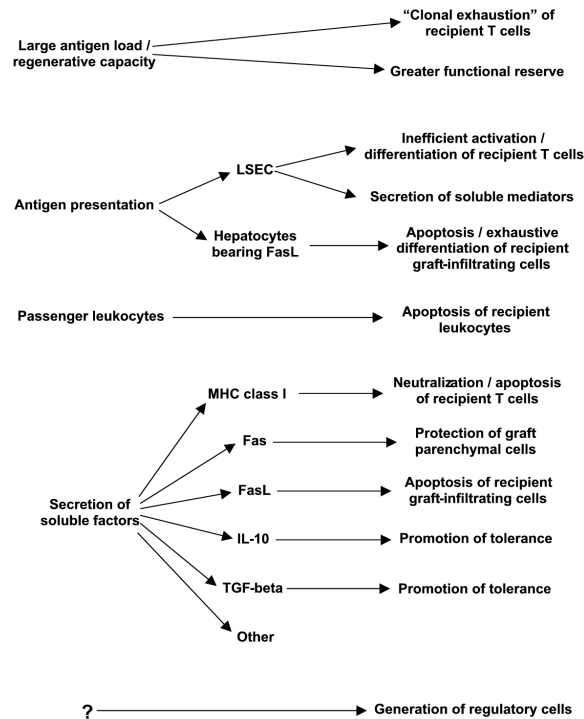 Large antigen load /
regenerative capacity
“Clonal exhaustion” of
recipient T cells
Greater functional reserve
Antigen presentation
LSEC
Inefficient activation /
differentiation of recipient T cells
Secretion of soluble mediators
Hepatocytes
bearing FasL
Apoptosis / exhaustive
differentiation of recipient
graft-infiltrating cells
Passenger leukocytes
Apoptosis of recipient
leukocytes
Secretion of
soluble factors
MHC class I
Neutralization / apoptosis
of recipient T cells
Fas
Protection of graft
parenchymal cells
FasL
Apoptosis of recipient
graft-infiltrating cells
IL-10
Promotion of tolerance
TGF-beta
Promotion of tolerance
Other
?
Generation of regulatory cells